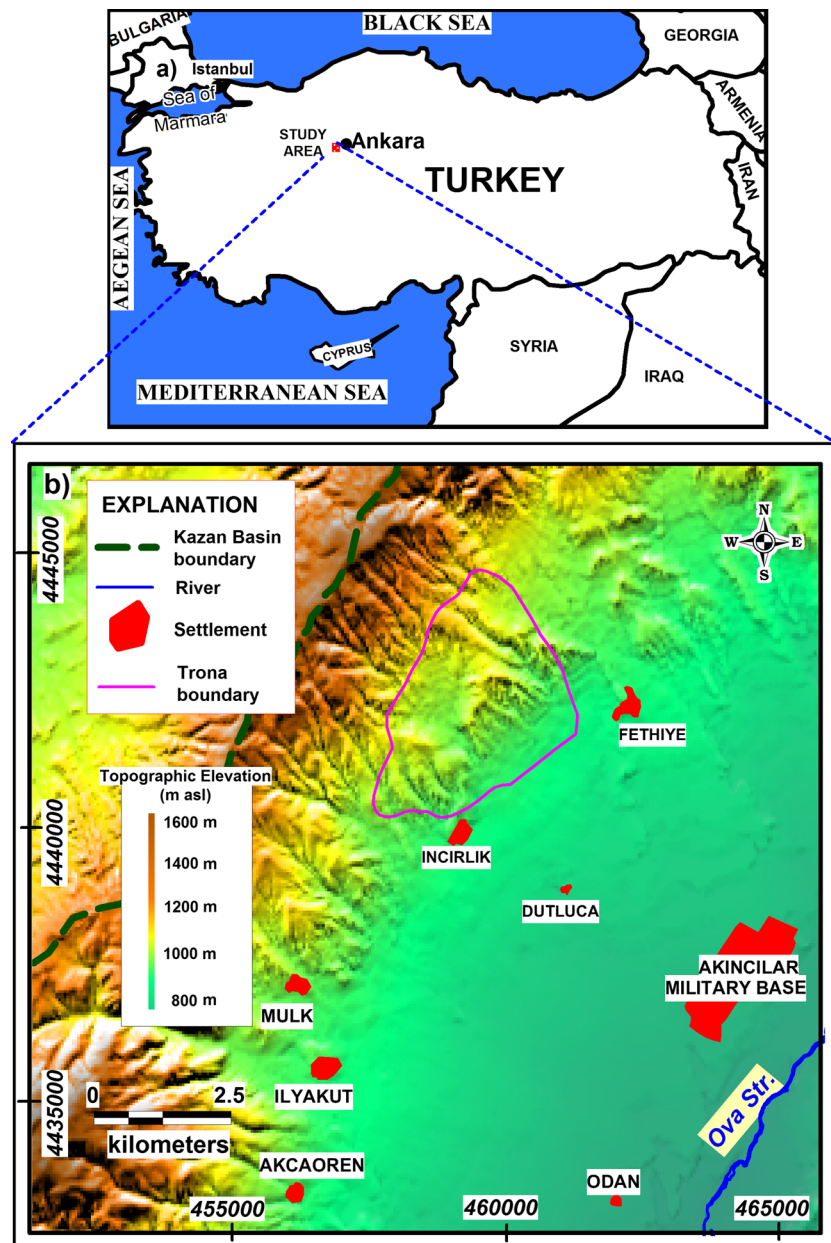 BLACK SEA
BULGARIA
GEORGIA
a)
Istanbul
Sea of
Marmara
ARMENIA
STUDY
AREA
Ankara
TURKEY
IRAN
AEGEAN SEA
SYRIA
CYPRUS
IRAQ
MEDITERRANEAN SEA
b)
EXPLANATION
Kazan Basin
boundary
River
Settlement
Trona
boundary
N
W
E
S
4445000
FETHIYE
Topographic Elevation
(m asl)
1600 m
1400 m
1200 m
1000 m
800 m
4440000
INCIRLIK
DUTLUCA
AKINCILAR
MILITARY BASE
MULK
ILYAKUT
0
2.5
kilometers
4435000
Ova Str.
AKCAOREN
ODAN
455000
460000
465000